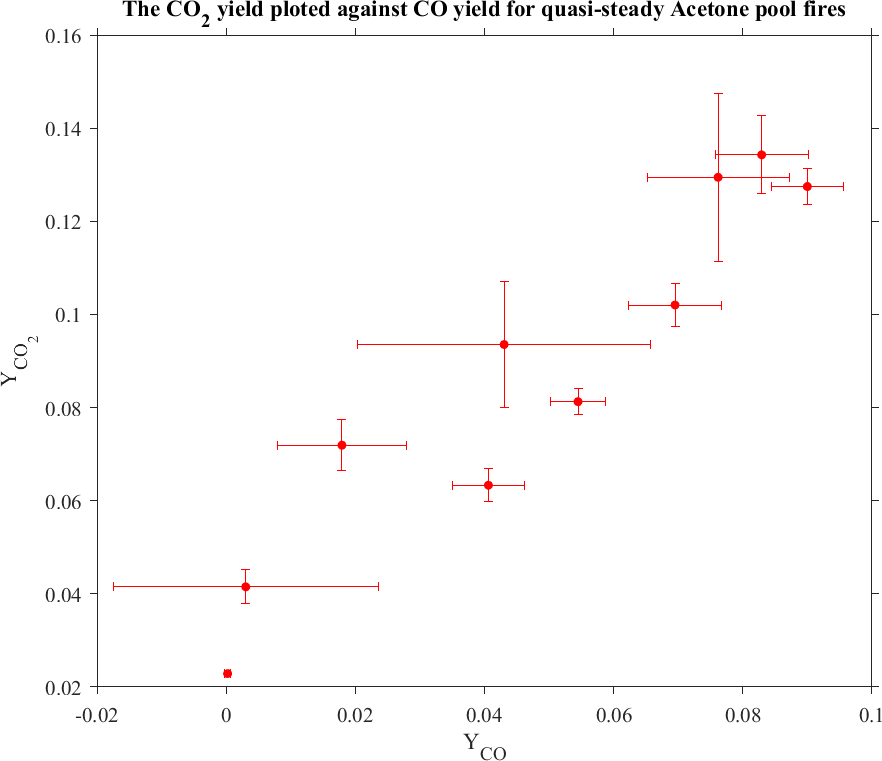 The CO2 yield ploted against CO yield for quasi-steady Acetone pool fires
0.16
0.14
0.12
0.1
0.08
0.06
0.04
0.02
YCO2
-0.02 0 0.02 0.04 0.06 0.08 0.1
YCO